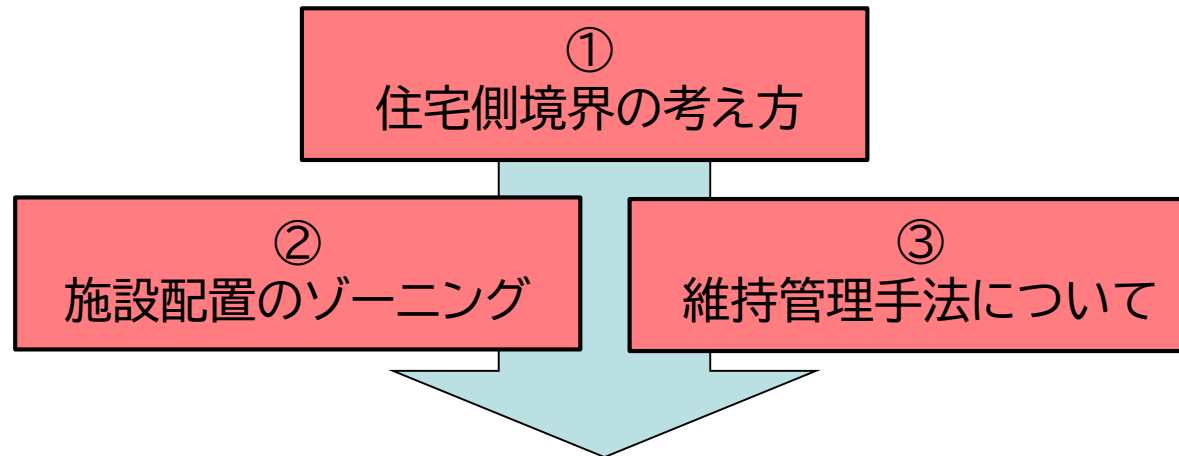 ①
住宅側境界の考え方
②
施設配置のゾーニング
③
維持管理手法について